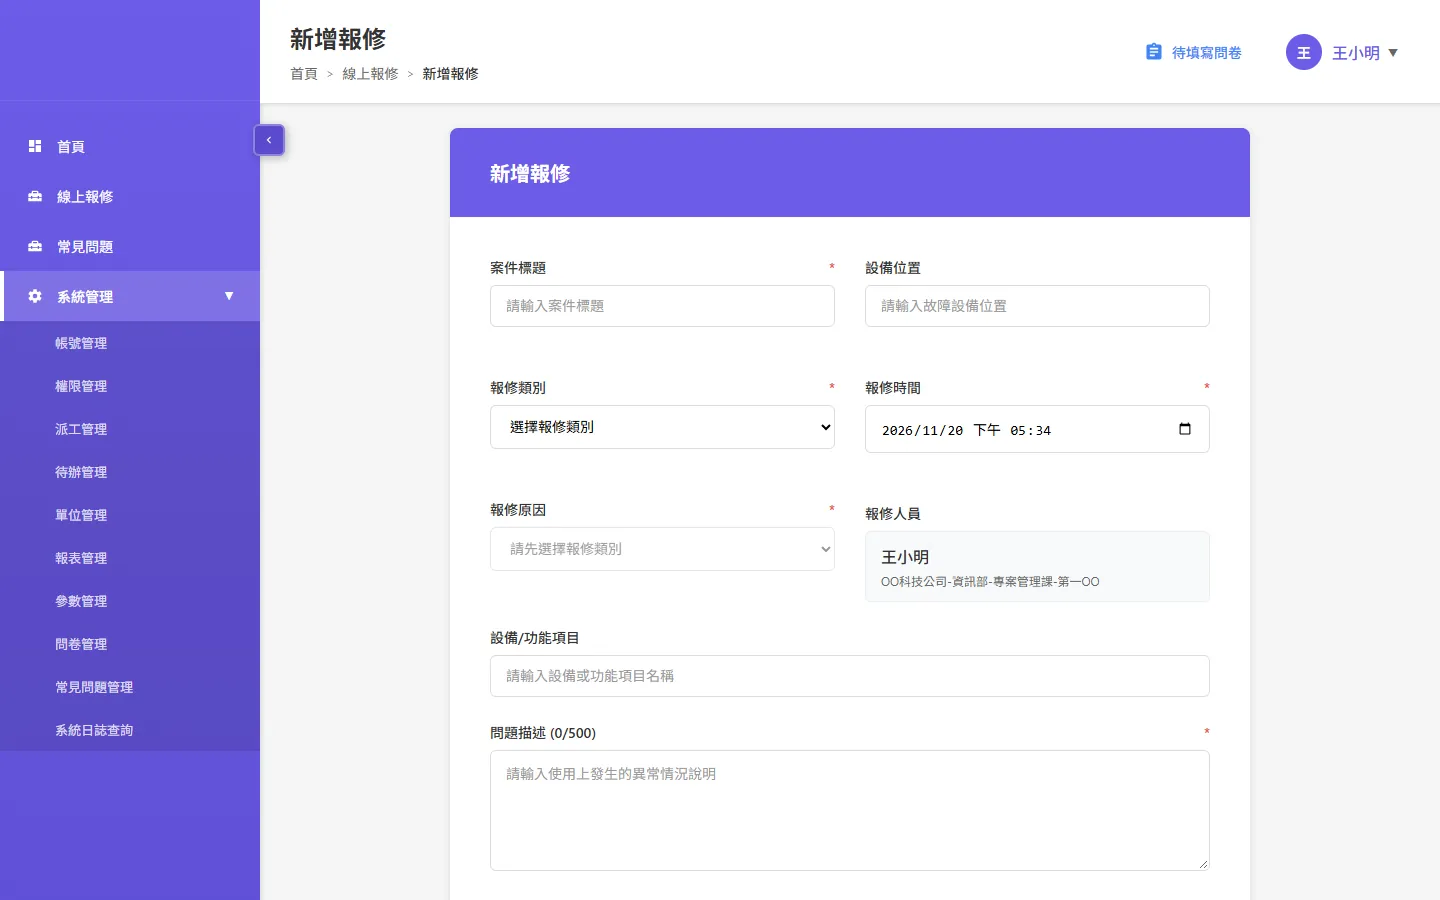 新增報修
首頁 > 線上報修 > 新增報修
待填寫問卷
王 王小明 ▼
首頁
線上報修
常見問題
系統管理 ▼
帳號管理
權限管理
派工管理
待辦管理
單位管理
報表管理
參數管理
問卷管理
常見問題管理
系統日誌查詢
新增報修
案件標題 *
請輸入案件標題
設備位置
請輸入故障設備位置
報修類別 *
選擇報修類別
報修時間 *
2026/11/20 下午 05:34
報修原因 *
請先選擇報修類別
報修人員
王小明
OO科技公司-資訊部-專案管理課-第一OO
設備/功能項目
請輸入設備或功能項目名稱
問題描述 (0/500) *
請輸入使用上發生的異常情況說明